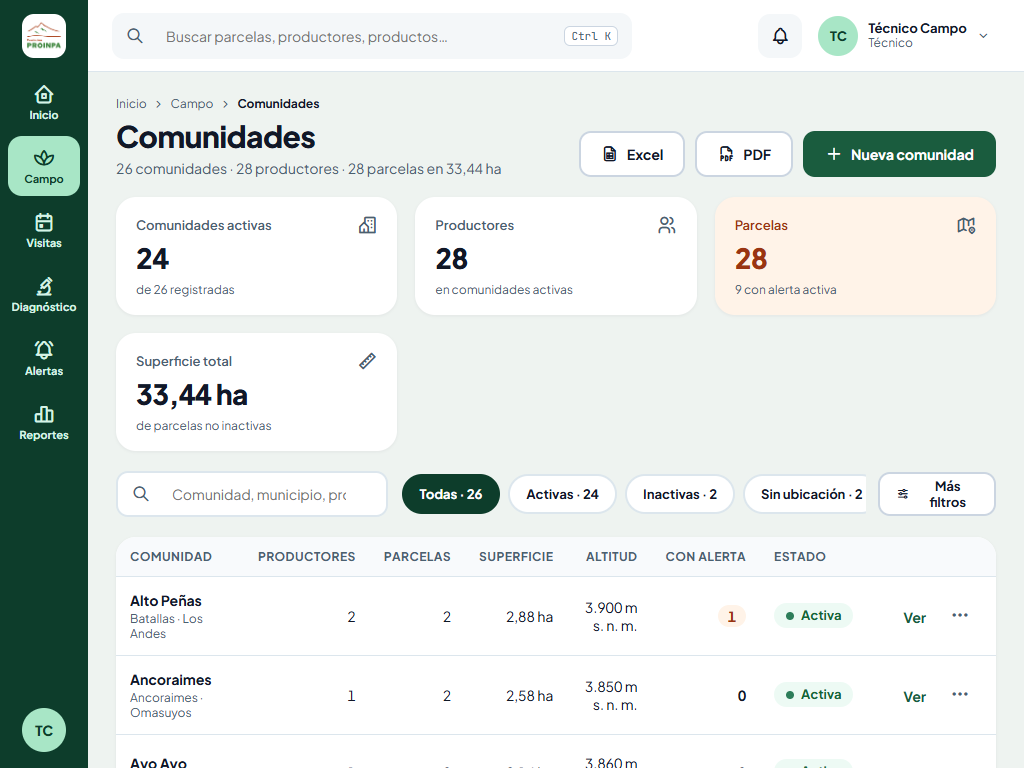 PROINPA
Buscar parcelas, productores, productos...
Ctrl K
TC
Técnico Campo
Técnico
Inicio
Campo
Visitas
Diagnóstico
Alertas
Reportes
TC
Inicio > Campo > Comunidades
Comunidades
26 comunidades · 28 productores · 28 parcelas en 33,44 ha
Excel
PDF
+ Nueva comunidad
Comunidades activas
24
de 26 registradas
Productores
28
en comunidades activas
Parcelas
28
9 con alerta activa
Superficie total
33,44 ha
de parcelas no inactivas
Comunidad, municipio, pro
Todas · 26
Activas · 24
Inactivas · 2
Sin ubicación · 2
Más
filtros
COMUNIDAD PRODUCTORES PARCELAS SUPERFICIE ALTITUD CON ALERTA ESTADO
Alto Peñas
Batallas · Los
Andes
2 2 2,88 ha
3.900 m
s. n. m.
1 Activa Ver
Ancoraimes
Ancoraimes ·
Omasuyos
1 2 2,58 ha
3.850 m
s. n. m.
0 Activa Ver
Ayo Ayo
3.860 m